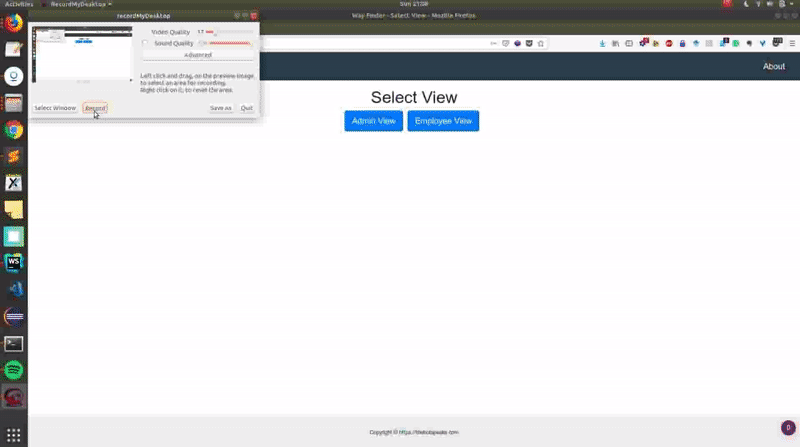 Activities RecordMyDesktop
Way Finder - Select View - Mozilla Firefox
recordMyDesktop
Video Quality
Sound Quality
Advanced
Left click and drag, on the preview image
to select an area for recording.
Right click on it, to reset the area.
Select Window Record Save as Quit
About
Select View
Admin View Employee View
Copyright ©